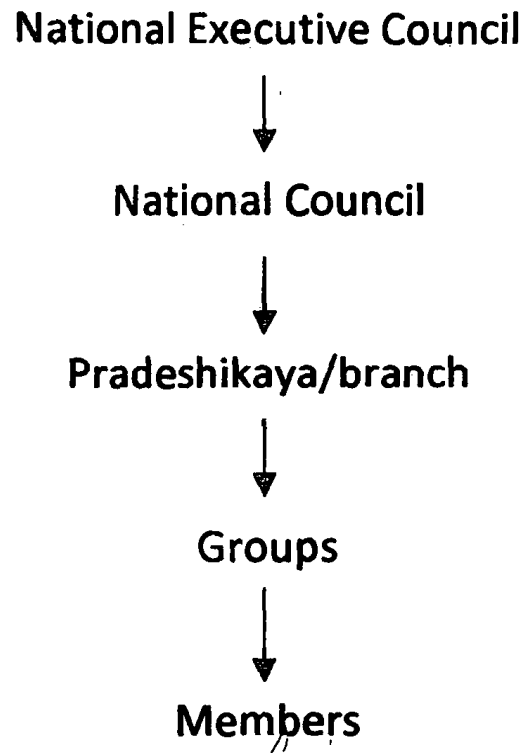 National Executive Council
National Council
Pradeshikaya/branch
Groups
Members